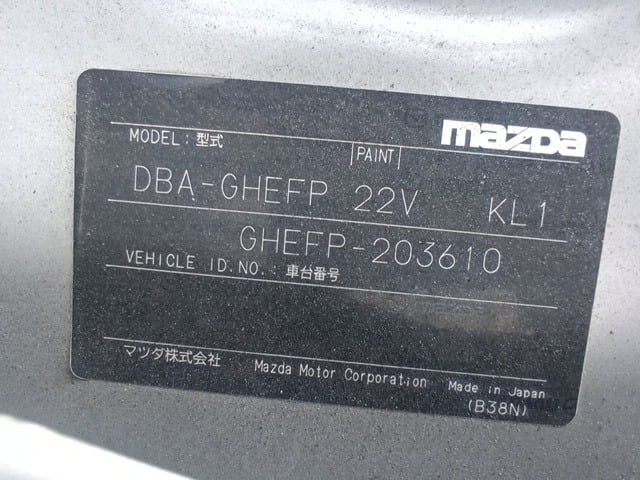 mazda
MODEL: 型式 PAINT
DBA-GHEFP 22V KL1
GHEFP-203610
VEHICLE ID.NO.: 車台番号
マツダ株式会社 Mazda Motor Corporation Made in Japan
(B38N)